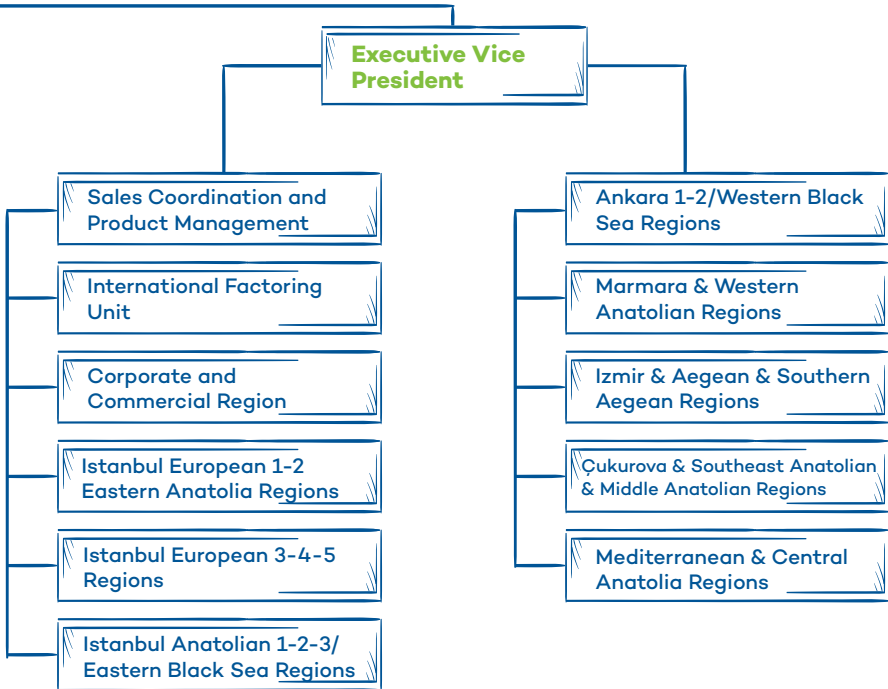 Executive Vice
President
Sales Coordination and
Product Management
International Factoring
Unit
Corporate and
Commercial Region
Istanbul European 1-2
Eastern Anatolia Regions
Istanbul European 3-4-5
Regions
Istanbul Anatolian 1-2-3/
Eastern Black Sea Regions
Ankara 1-2/Western Black
Sea Regions
Marmara & Western
Anatolian Regions
Izmir & Aegean & Southern
Aegean Regions
Çukurova & Southeast Anatolian
& Middle Anatolian Regions
Mediterranean & Central
Anatolia Regions